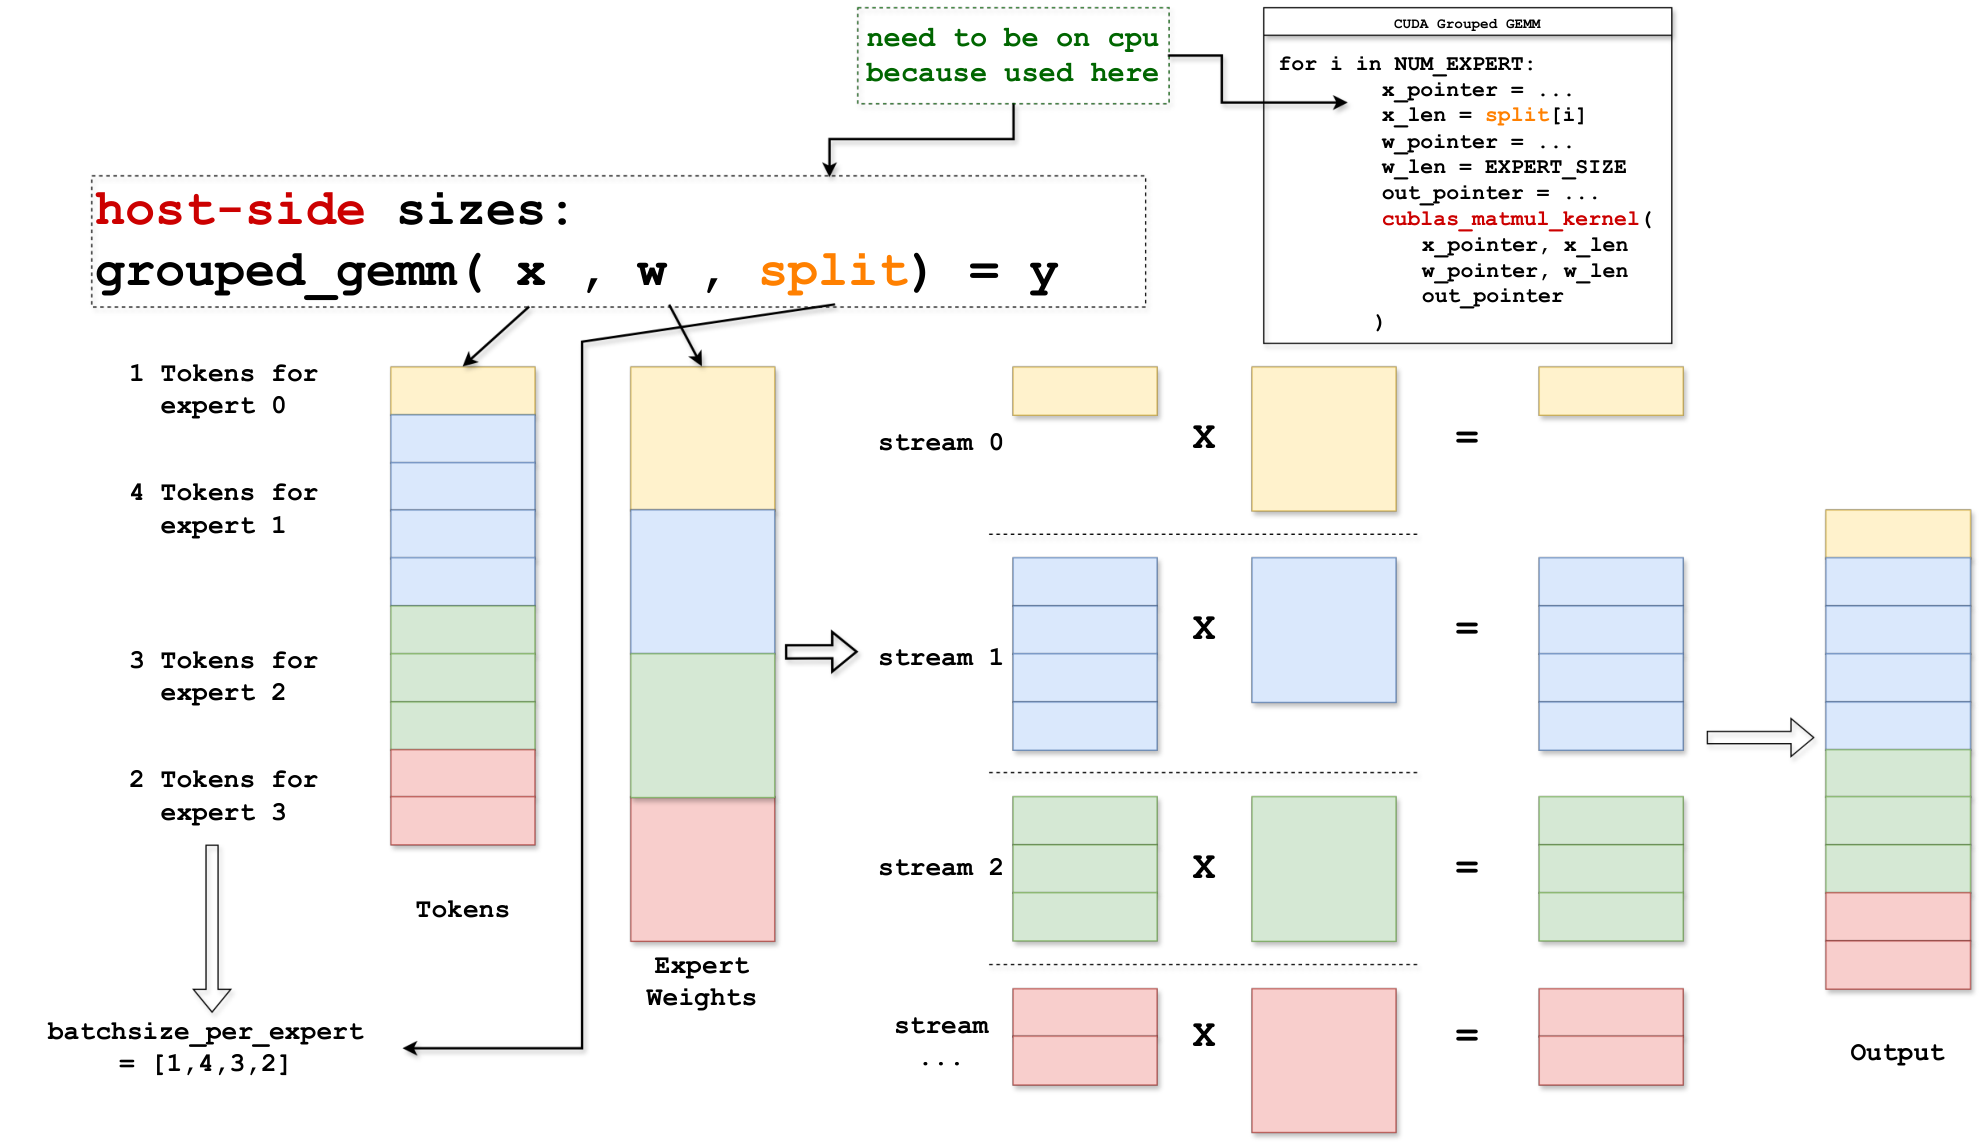 need to be on cpu
because used here
CUDA Grouped GEMM
for i in NUM_EXPERT:
x_pointer = ...
x_len = split[i]
w_pointer = ...
w_len = EXPERT_SIZE
out_pointer = ...
cublas_matmul_kernel(
x_pointer, x_len
w_pointer, w_len
out_pointer
)
host-side sizes:
grouped_gemm( x , w , split) = y
1 Tokens for
expert 0
4 Tokens for
expert 1
3 Tokens for
expert 2
2 Tokens for
expert 3
batchsize_per_expert
= [1,4,3,2]
Tokens
Expert
Weights
stream 0
X
=
stream 1
X
=
stream 2
X
=
stream
...
X
=
Output